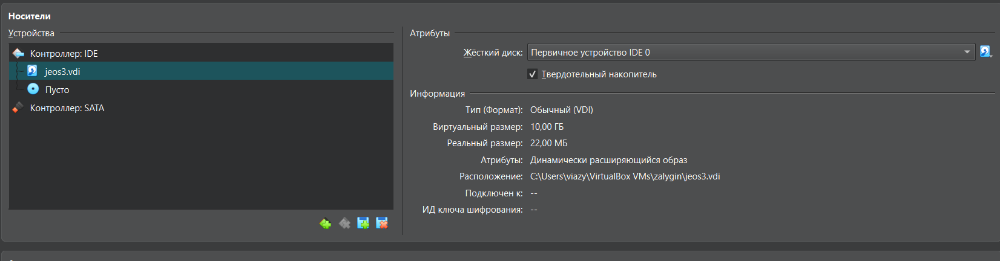 Носители
Устройства
Контроллер: IDE
jeos3.vdi
Пусто
Контроллер: SATA
Атрибуты
Жёсткий диск: Первичное устройство IDE 0
Твердотельный накопитель
Информация
Тип (Формат): Обычный (VDI)
Виртуальный размер: 10,00 ГБ
Реальный размер: 22,00 МБ
Атрибуты: Динамически расширяющийся образ
Расположение: C:\Users\viazy\VirtualBox VMs\zalygin\jeos3.vdi
Подключен к: --
ИД ключа шифрования: --